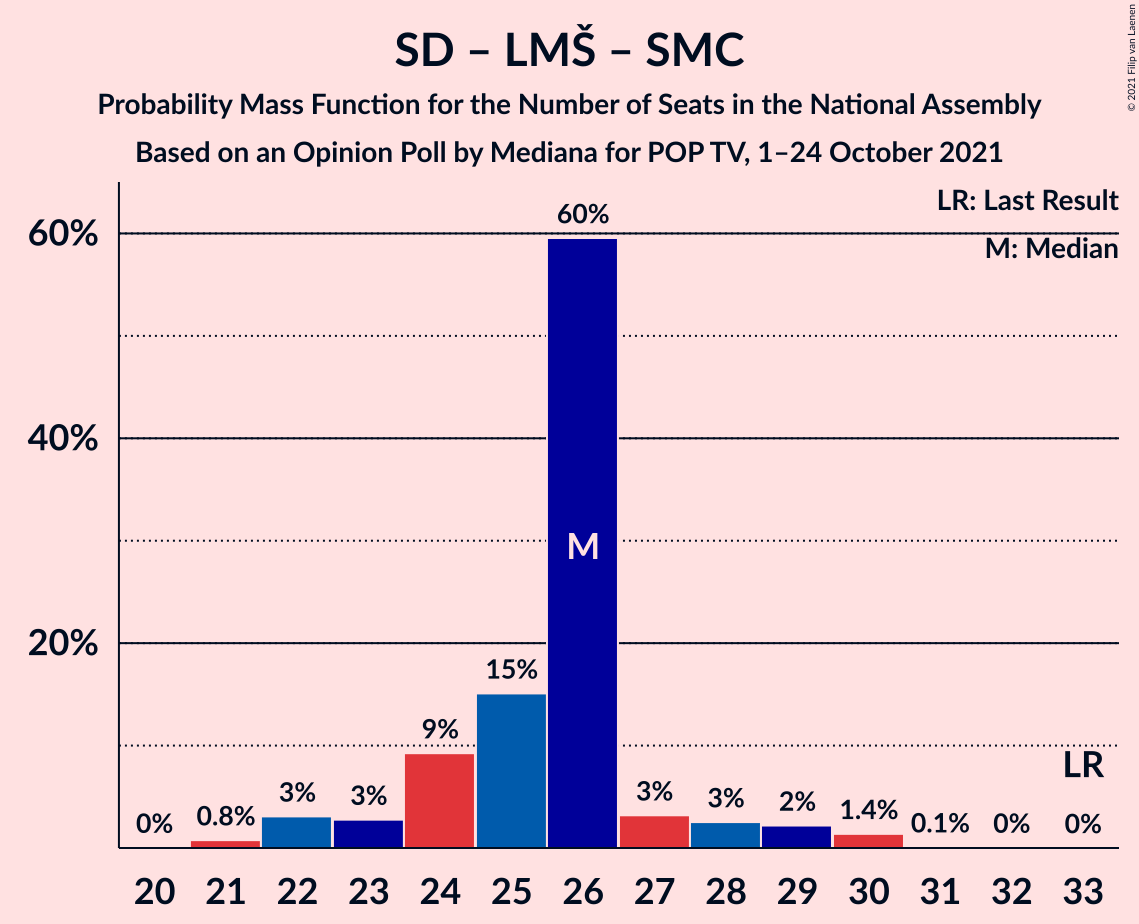 SD – LMŠ – SMC
Probability Mass Function for the Number of Seats in the National Assembly
Based on an Opinion Poll by Mediana for POP TV, 1–24 October 2021
© 2021 Filip van Laenen
LR: Last Result
M: Median
60%
40%
20%
0%
0.8%
3%
3%
9%
15%
60%
3%
3%
2%
1.4%
0.1%
0%
0%
M
LR
20 21 22 23 24 25 26 27 28 29 30 31 32 33